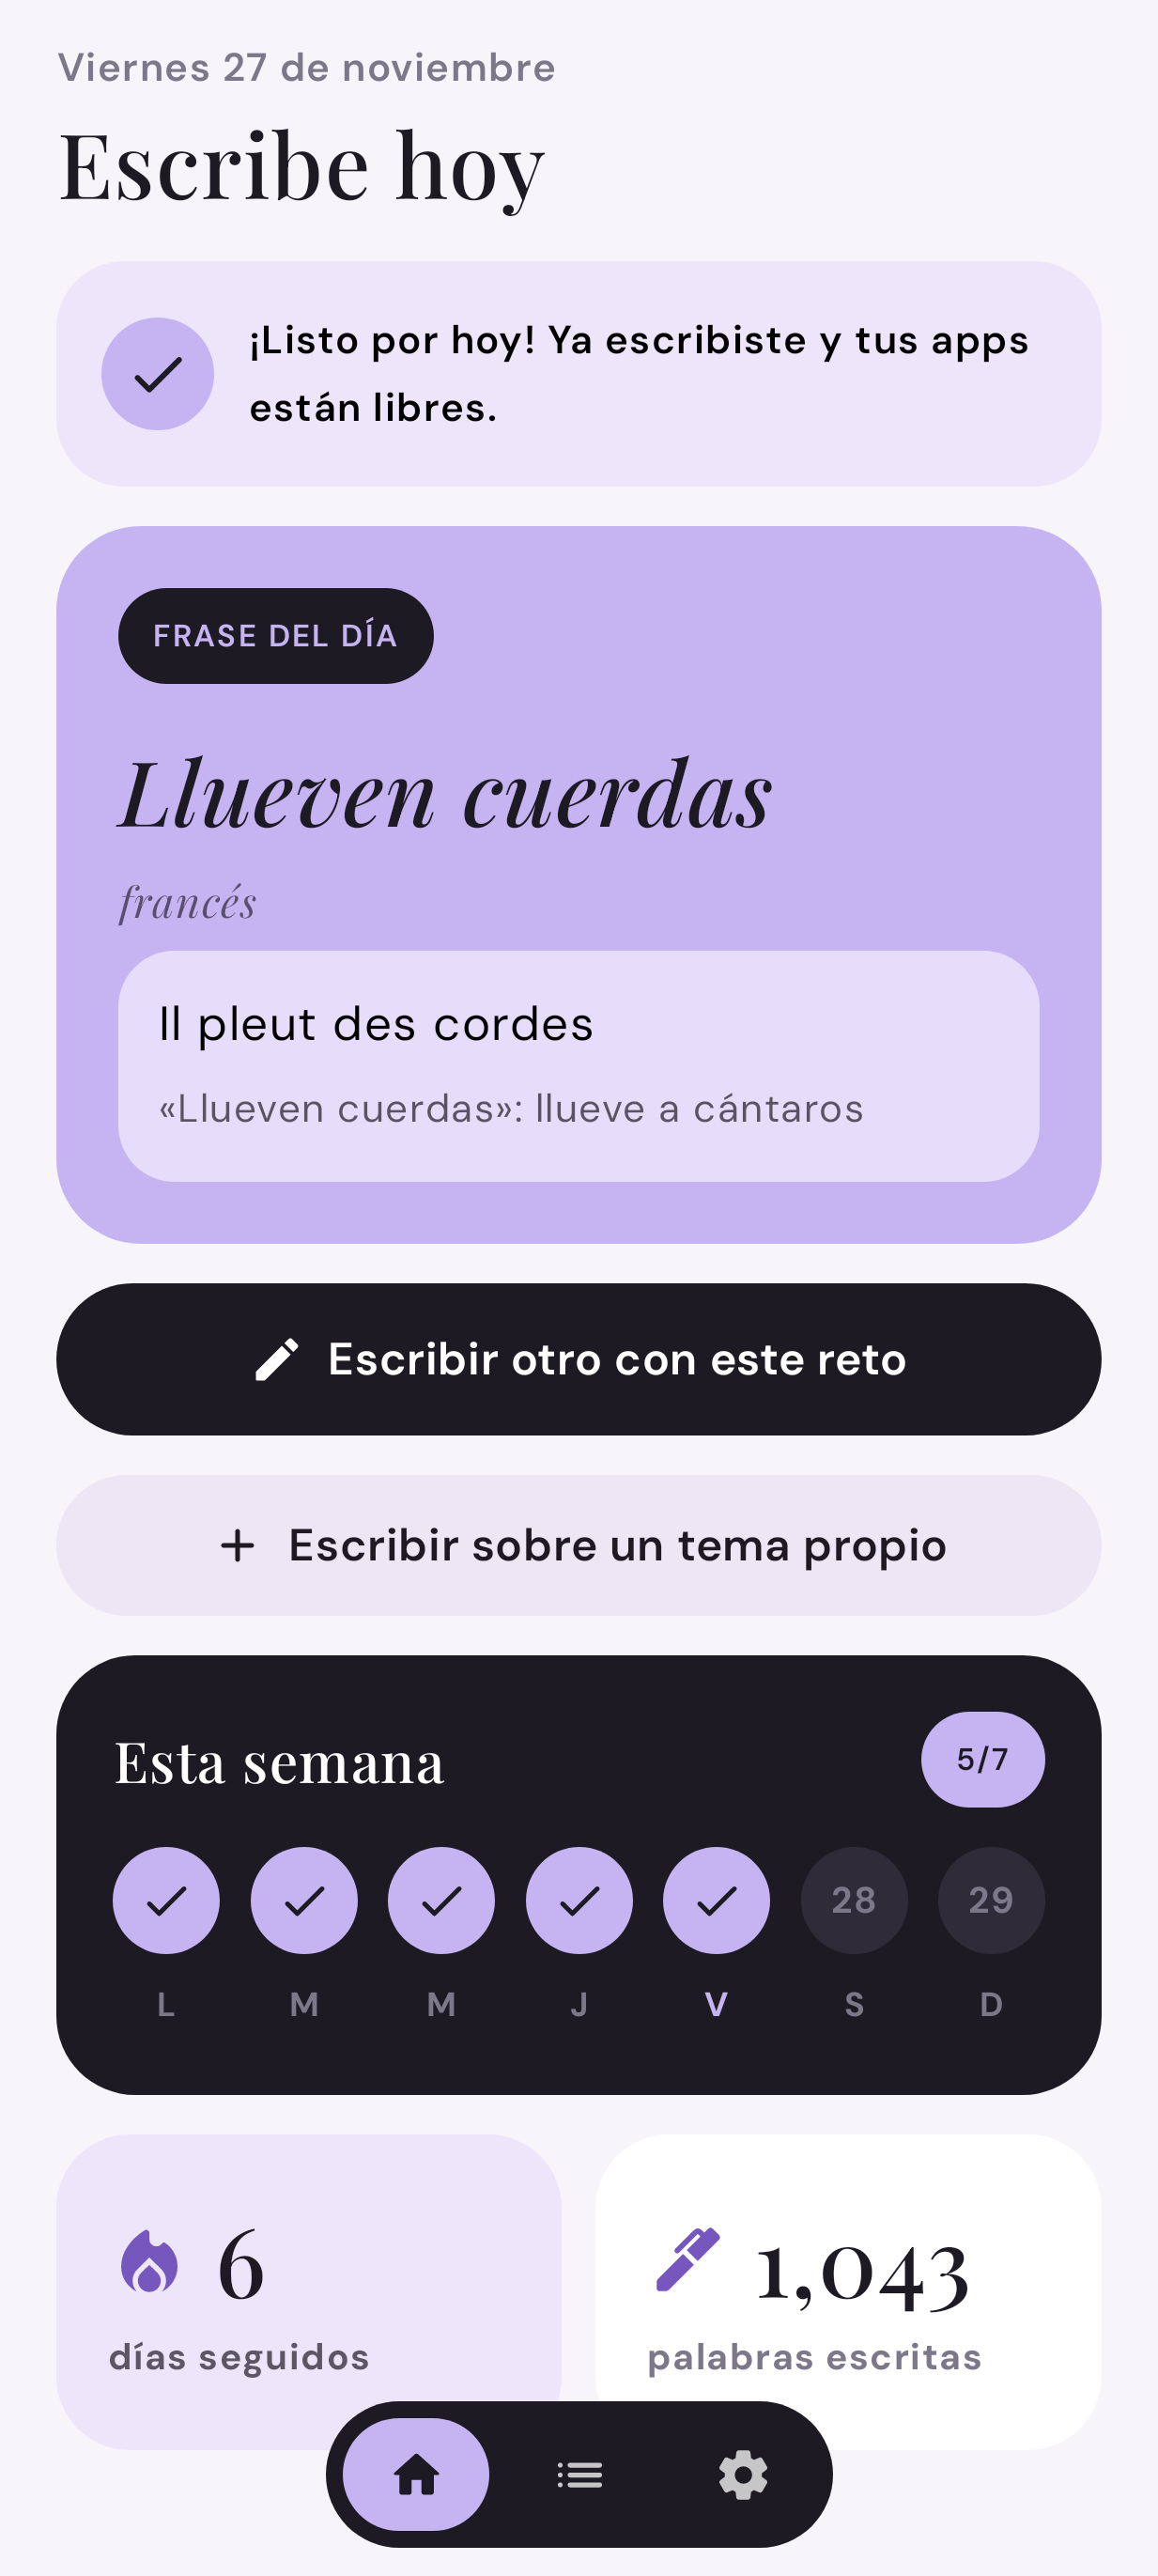 Viernes 27 de noviembre
Escribe hoy
¡Listo por hoy! Ya escribiste y tus apps
están libres.
FRASE DEL DÍA
Llueven cuerdas
francés
Il pleut des cordes
«Llueven cuerdas»: llueve a cántaros
Escribir otro con este reto
Escribir sobre un tema propio
Esta semana
5/7
28 29
L M M J V S D
6
días seguidos
1,043
palabras escritas